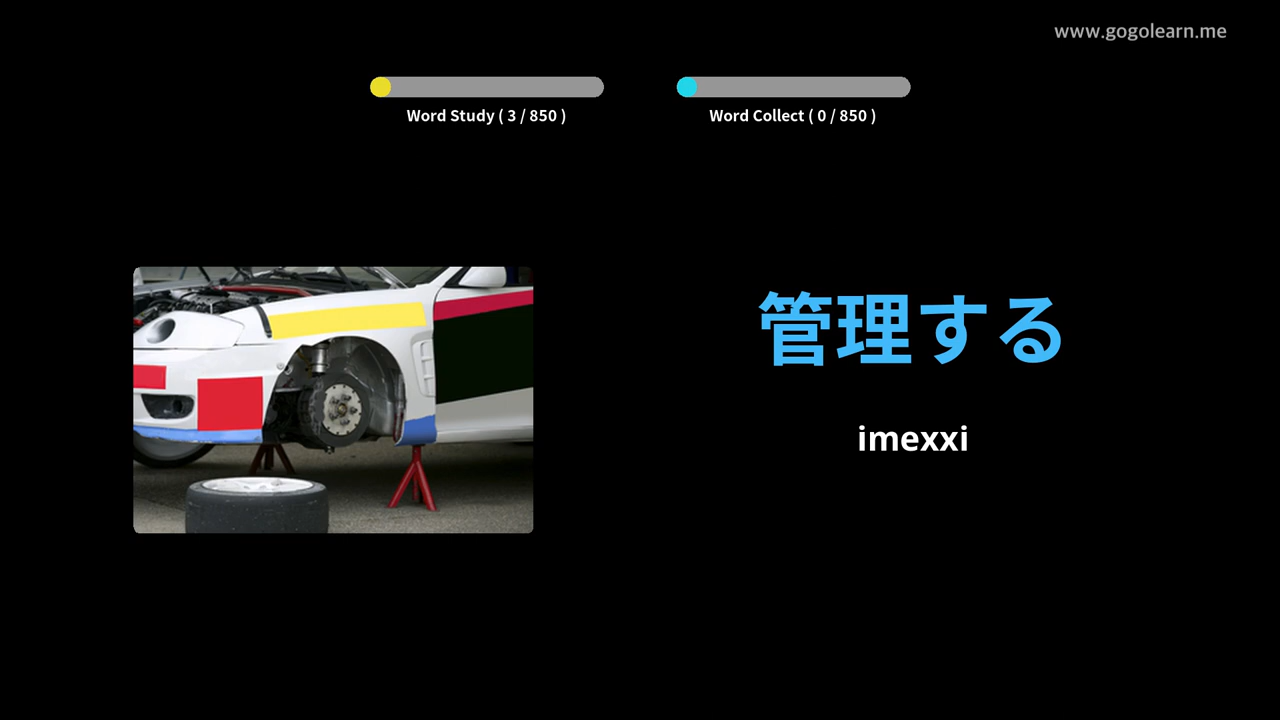 www.gogolearn.me
Word Study ( 3 / 850 )
Word Collect ( 0 / 850 )
管理する
imexxi